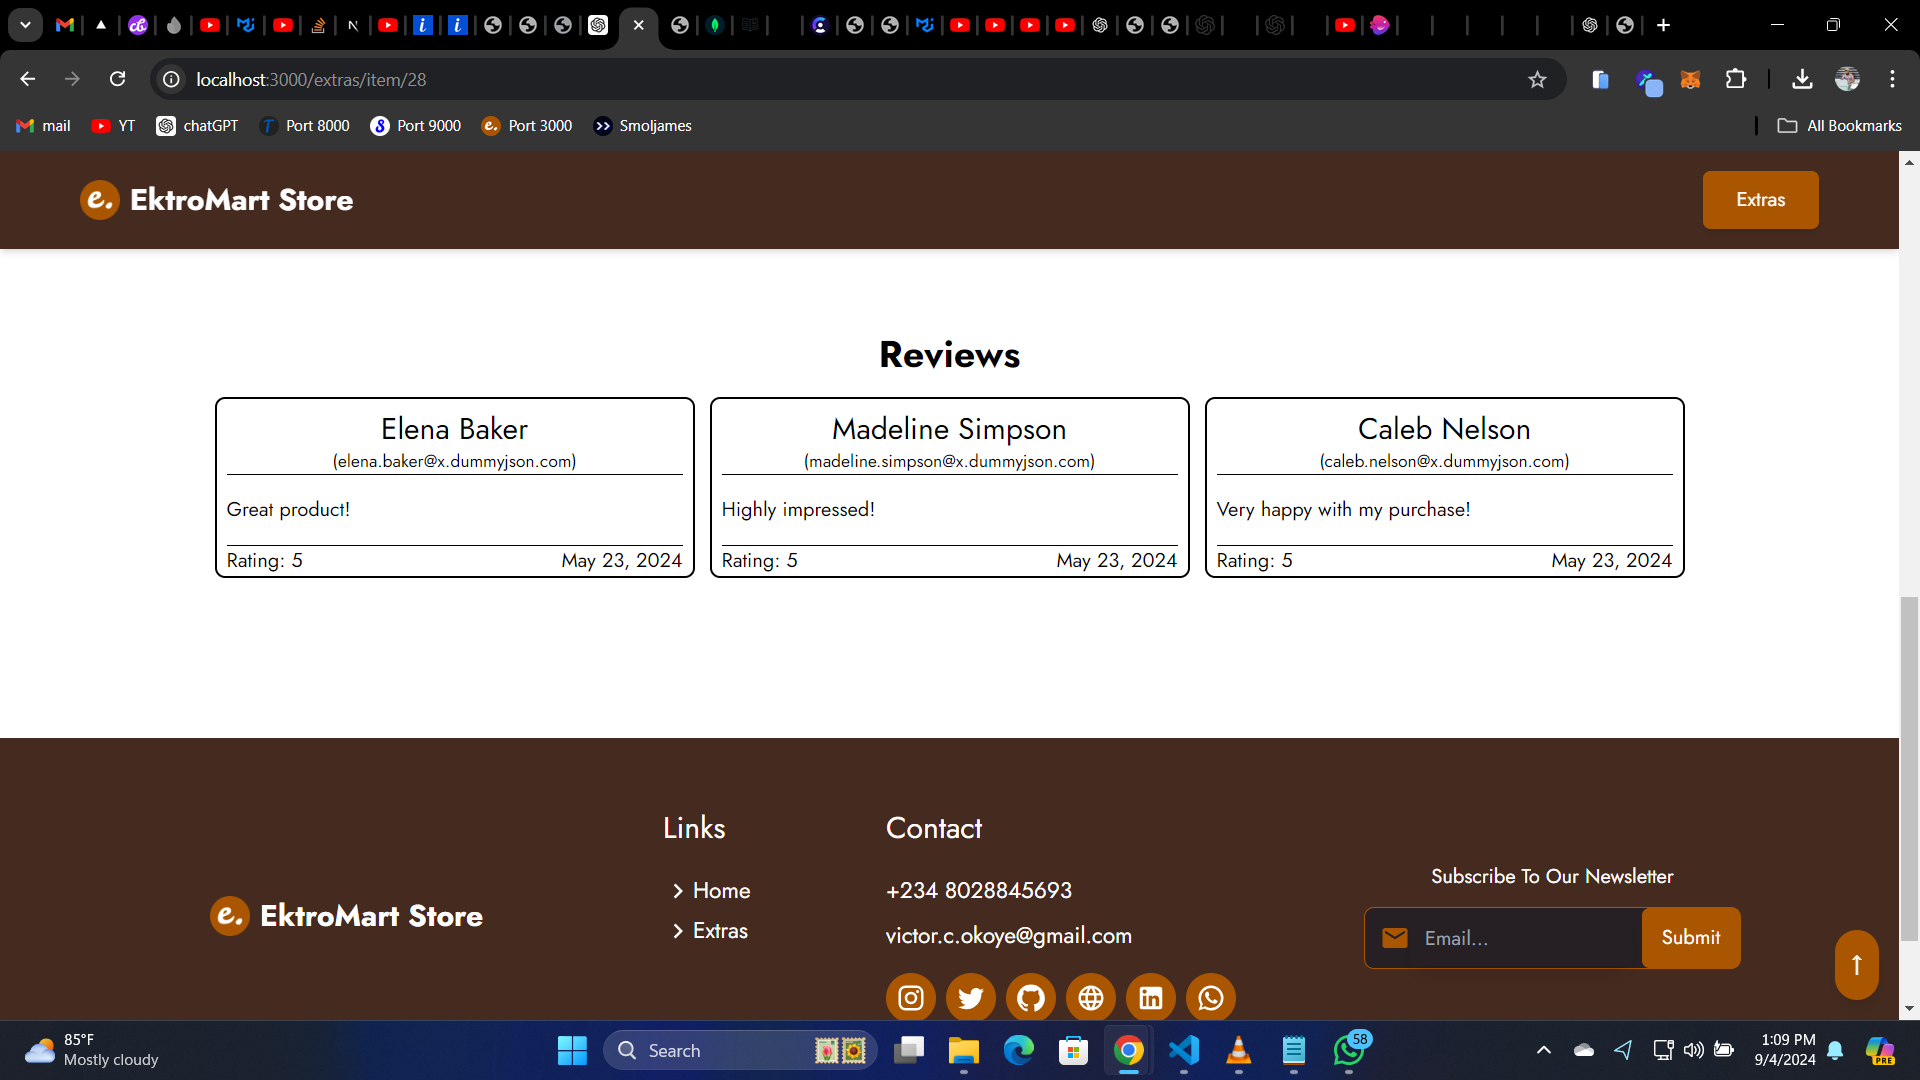 localhost:3000/extras/item/28
mail YT chatGPT Port 8000 Port 9000 Port 3000 Smoljames All Bookmarks
e. EktroMart Store Extras
Reviews
Elena Baker
(elena.baker@x.dummyjson.com)
Great product!
Rating: 5 May 23, 2024
Madeline Simpson
(madeline.simpson@x.dummyjson.com)
Highly impressed!
Rating: 5 May 23, 2024
Caleb Nelson
(caleb.nelson@x.dummyjson.com)
Very happy with my purchase!
Rating: 5 May 23, 2024
e. EktroMart Store
Links
Home
Extras
Contact
+234 8028845693
victor.c.okoye@gmail.com
Subscribe To Our Newsletter
Email...
Submit
85°F
Mostly cloudy
Search
58
1:09 PM
9/4/2024
PRE